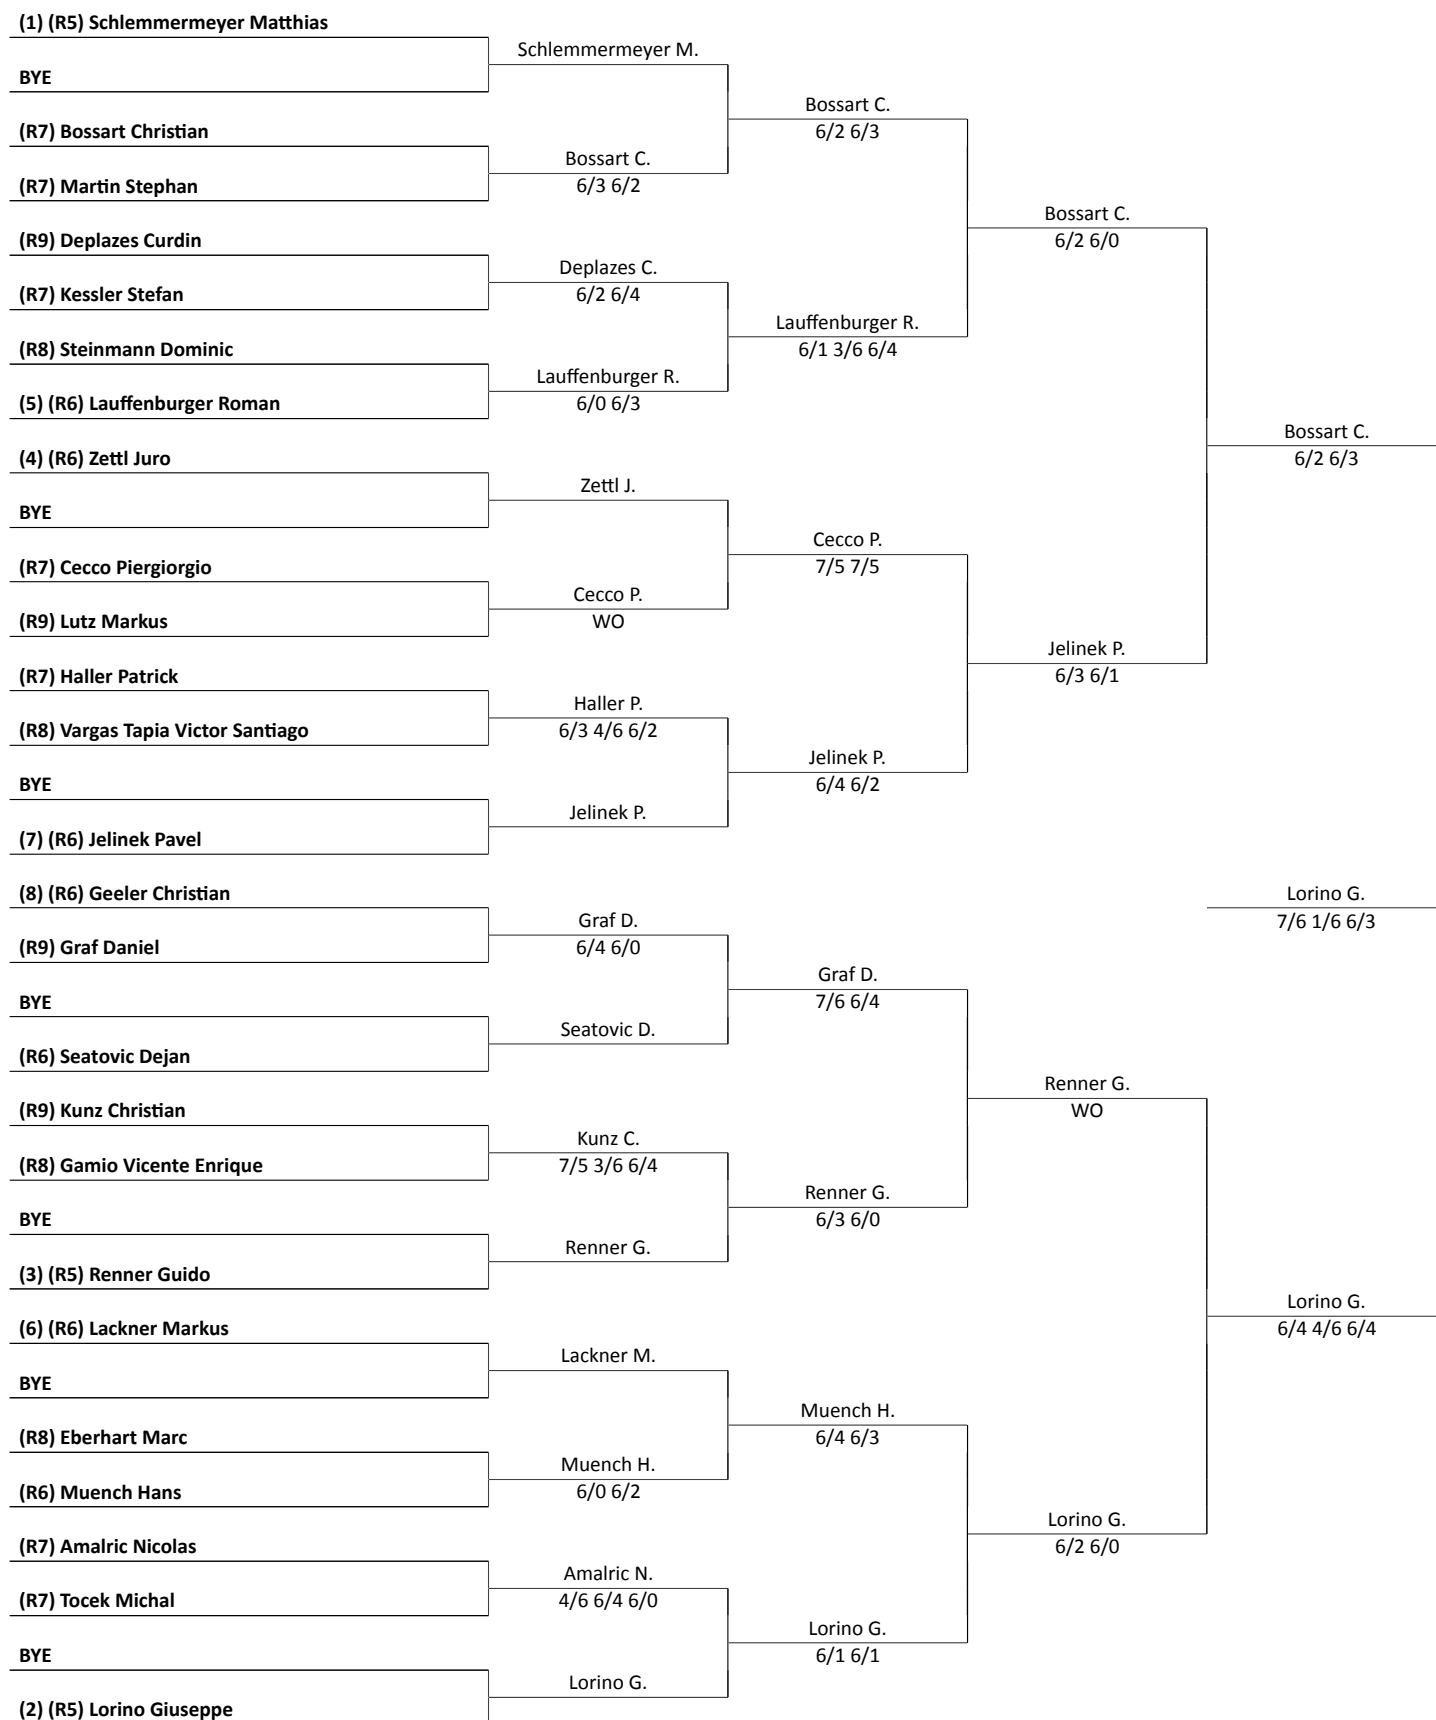 (1) (R5) Schlemmermeyer Matthias
Schlemmermeyer M.
BYE
Bossart C.
6/2 6/3
(R7) Bossart Christian
Bossart C.
6/3 6/2
(R7) Martin Stephan
Bossart C.
6/2 6/0
(R9) Deplazes Curdin
Deplazes C.
6/2 6/4
(R7) Kessler Stefan
Lauffenburger R.
6/1 3/6 6/4
(R8) Steinmann Dominic
Lauffenburger R.
6/0 6/3
(5) (R6) Lauffenburger Roman
Bossart C.
6/2 6/3
(4) (R6) Zettl Juro
Zettl J.
BYE
Cecco P.
7/5 7/5
(R7) Cecco Piergiorgio
Cecco P.
WO
(R9) Lutz Markus
Jelinek P.
6/3 6/1
(R7) Haller Patrick
Haller P.
6/3 4/6 6/2
(R8) Vargas Tapia Victor Santiago
Jelinek P.
6/4 6/2
BYE
Jelinek P.
(7) (R6) Jelinek Pavel
(8) (R6) Geeler Christian
Lorino G.
7/6 1/6 6/3
Graf D.
6/4 6/0
(R9) Graf Daniel
Graf D.
7/6 6/4
BYE
Seatovic D.
(R6) Seatovic Dejan
Renner G.
WO
(R9) Kunz Christian
Kunz C.
7/5 3/6 6/4
(R8) Gamio Vicente Enrique
Renner G.
6/3 6/0
BYE
Renner G.
(3) (R5) Renner Guido
Lorino G.
6/4 4/6 6/4
(6) (R6) Lackner Markus
Lackner M.
BYE
Muench H.
6/4 6/3
(R8) Eberhart Marc
Muench H.
6/0 6/2
(R6) Muench Hans
Lorino G.
6/2 6/0
(R7) Amalric Nicolas
Amalric N.
4/6 6/4 6/0
(R7) Tocek Michal
Lorino G.
6/1 6/1
BYE
Lorino G.
(2) (R5) Lorino Giuseppe